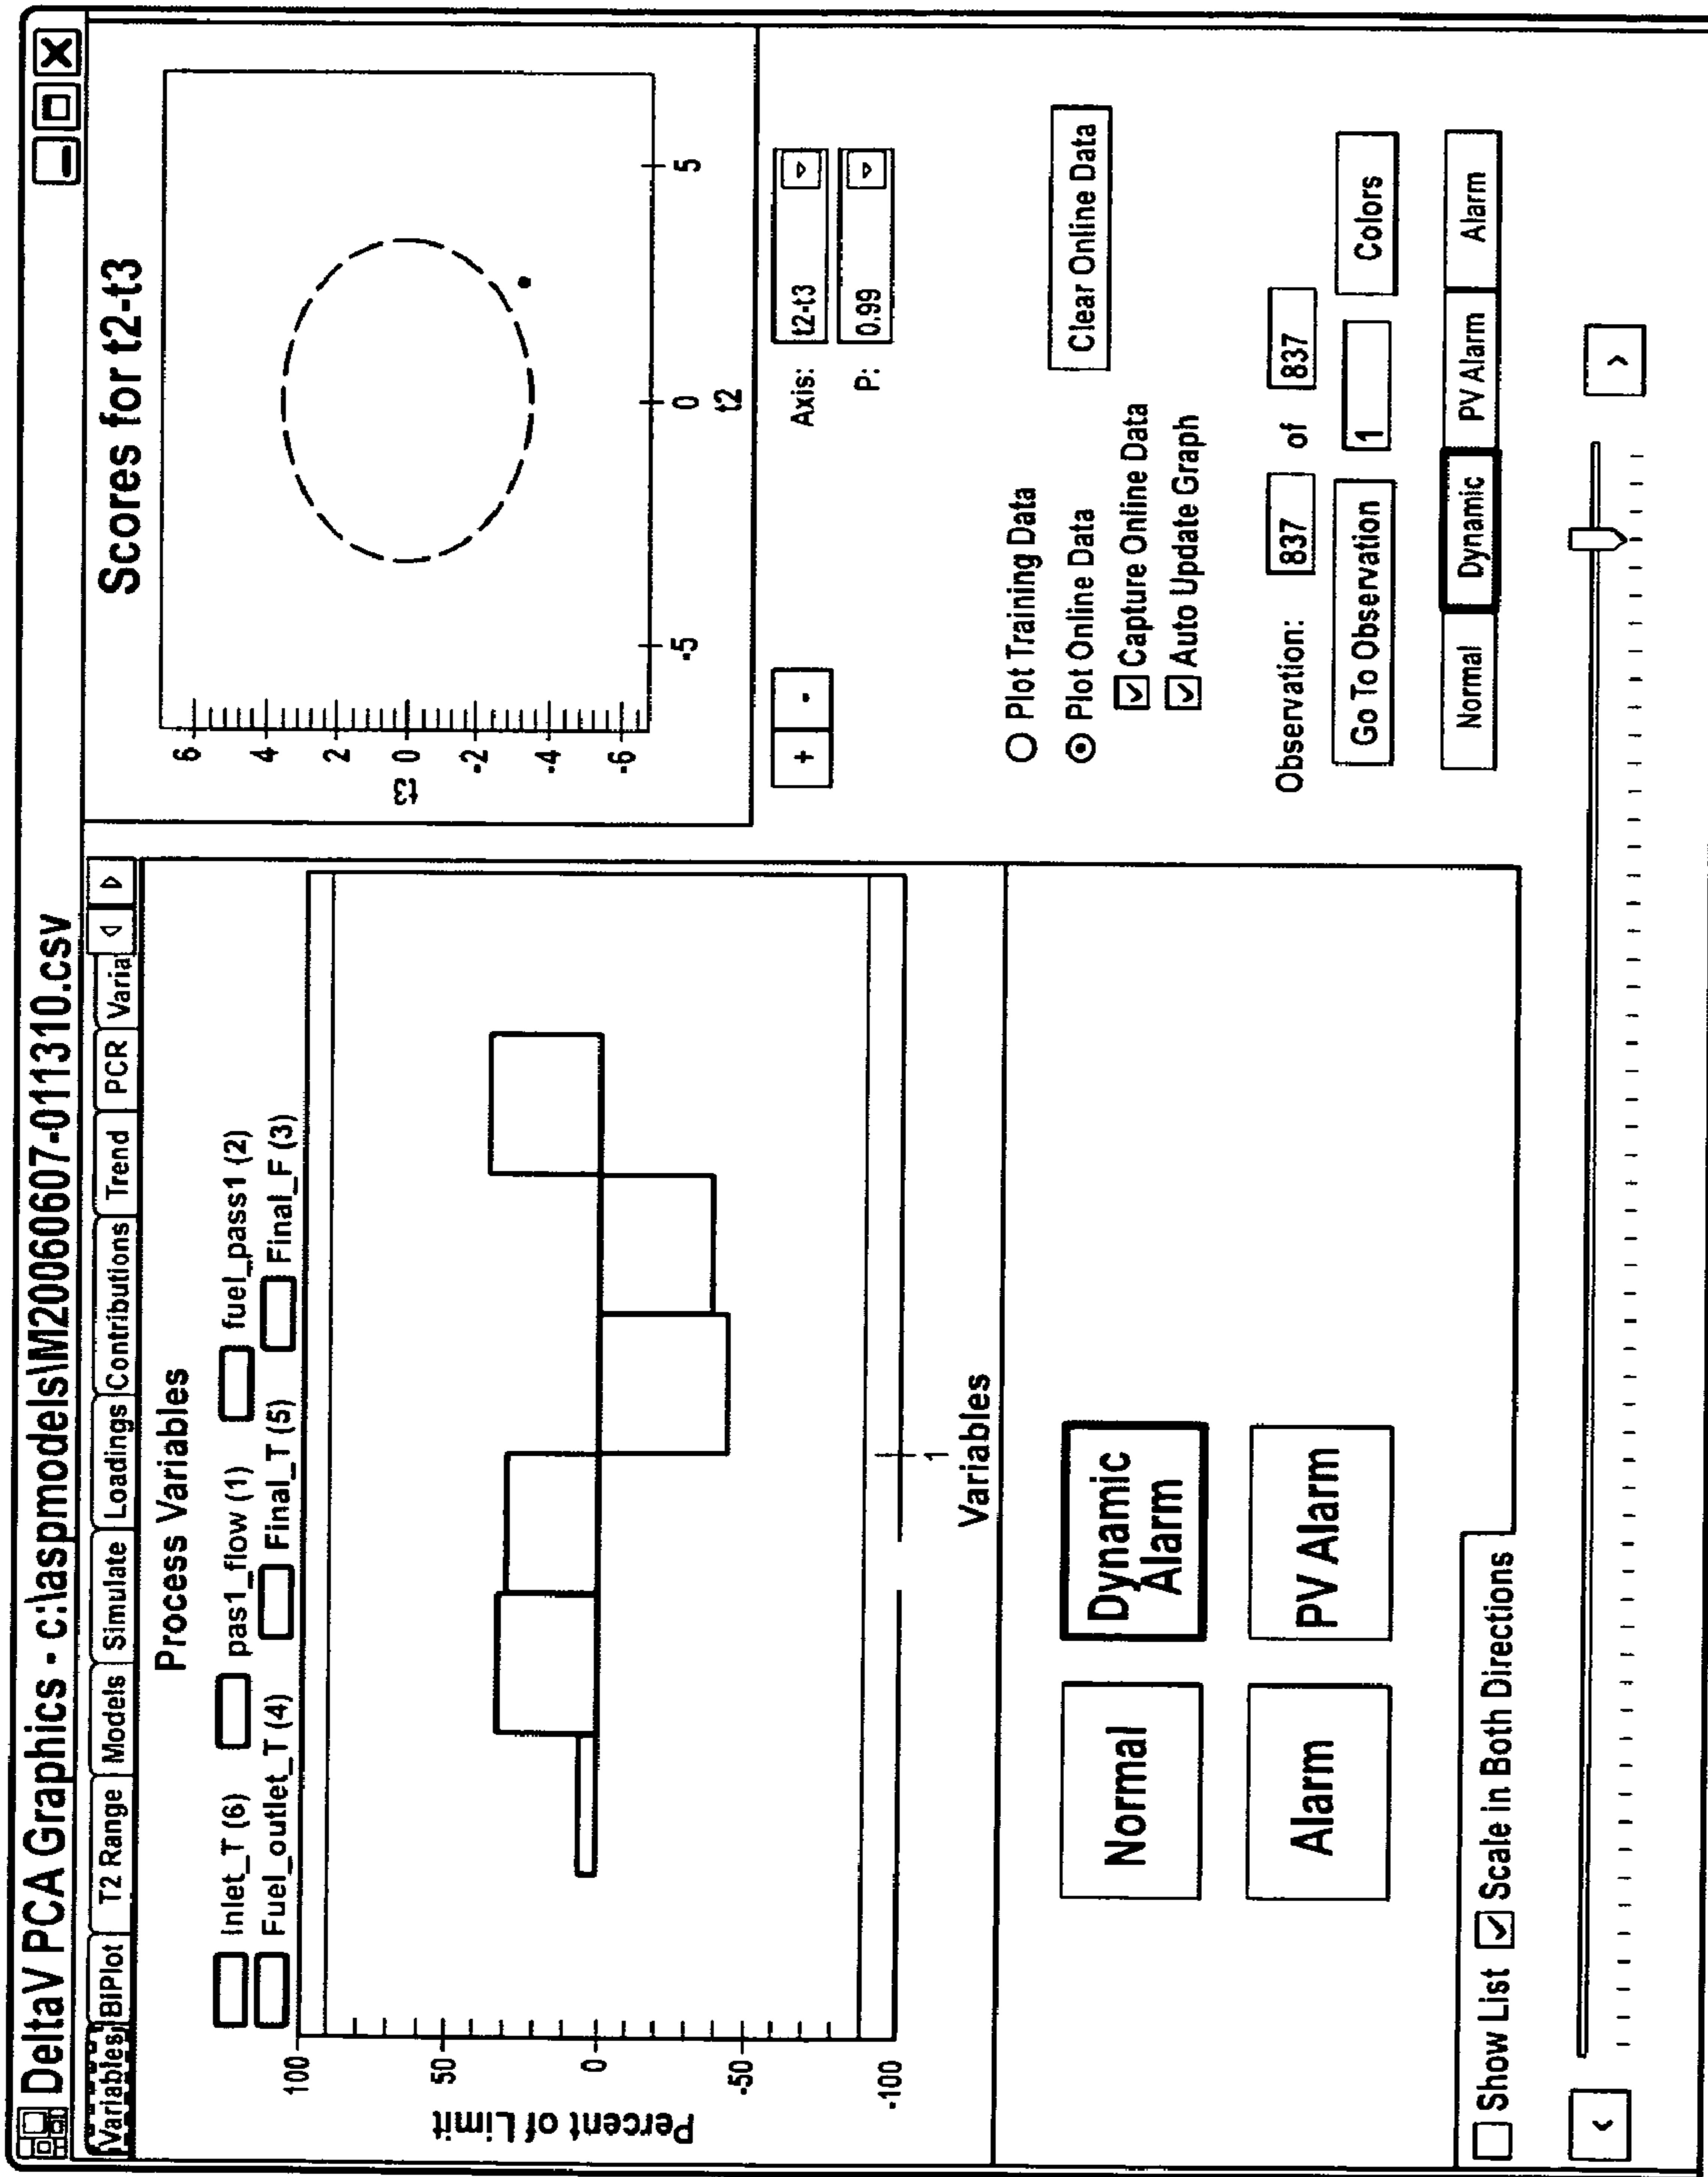 DeltaV PCA Graphics - c:\aspmodels\M20060607-011310.csv
Variables BiPlot T2 Range Models Simulate Loadings Contributions Trend PCR Varia
Process Variables
Inlet_T (6) pas1_flow (1) fuel_pass1 (2)
Fuel_outlet_T (4) Final_T (5) Final_F (3)
Percent of Limit
100
50
0
-50
-100
1
Variables
Normal
Dynamic
Alarm
Alarm
PV Alarm
Show List Scale in Both Directions
<
Scores for t2-t3
t3
6
4
2
0
-2
-4
-6
-5 0 5
t2
+ -
Axis: t2-t3
P: 0.99
Plot Training Data
Plot Online Data
Capture Online Data
Auto Update Graph
Clear Online Data
Observation: 837 of 837
Go To Observation 1 Colors
Normal Dynamic PV Alarm Alarm
>